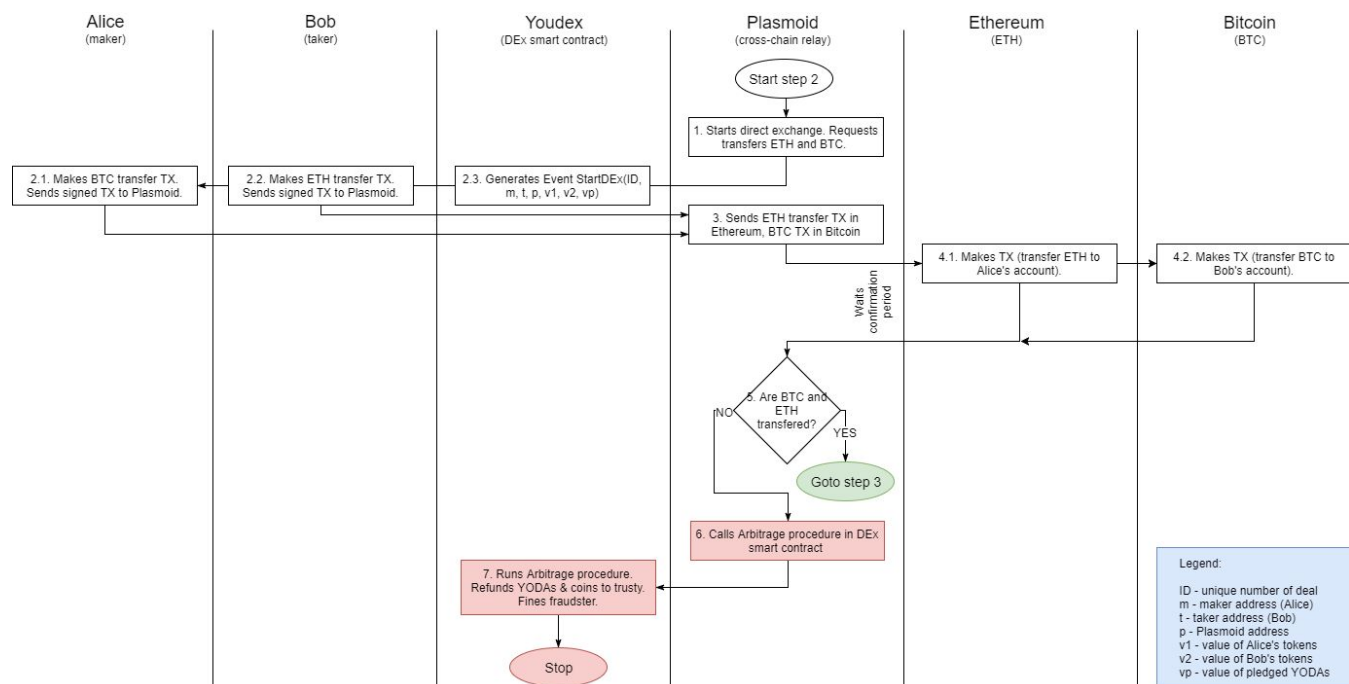 Alice
(maker)
Bob
(taker)
Youdex
(DEx smart contract)
Plasmoid
(cross-chain relay)
Ethereum
(ETH)
Bitcoin
(BTC)
Start step 2
1. Starts direct exchange. Requests
transfers ETH and BTC.
2.1. Makes BTC transfer TX.
Sends signed TX to Plasmoid.
2.2. Makes ETH transfer TX.
Sends signed TX to Plasmoid.
2.3. Generates Event StartDEx(ID,
m, t, p, v1, v2, vp)
3. Sends ETH transfer TX in
Ethereum, BTC TX in Bitcoin
4.1. Makes TX (transfer ETH to
Alice's account).
4.2. Makes TX (transfer BTC to
Bob's account).
Waits
confirmation
period
5. Are BTC and
ETH
transfered?
NO
YES
Goto step 3
6. Calls Arbitrage procedure in DEx
smart contract
7. Runs Arbitrage procedure.
Refunds YODAs & coins to trusty.
Fines fraudster.
Stop
Legend:
ID - unique number of deal
m - maker address (Alice)
t - taker address (Bob)
p - Plasmoid address
v1 - value of Alice's tokens
v2 - value of Bob's tokens
vp - value of pledged YODAs